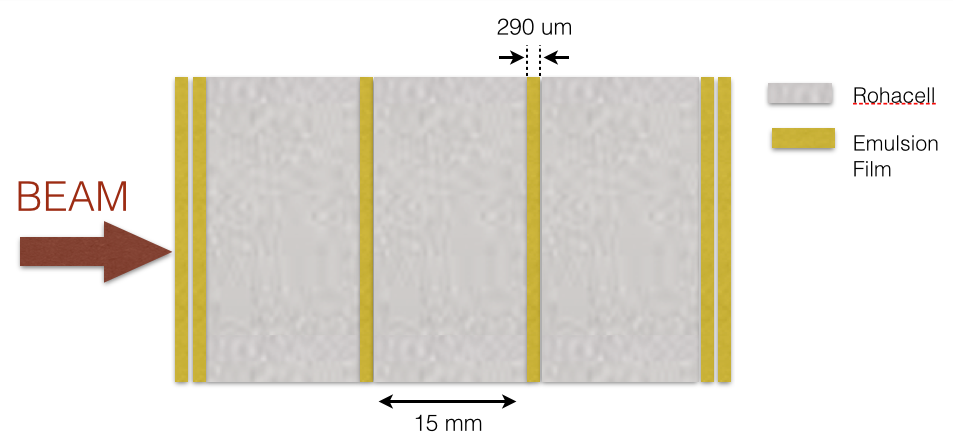 290 um
Rohacell
Emulsion
Film
BEAM
15 mm